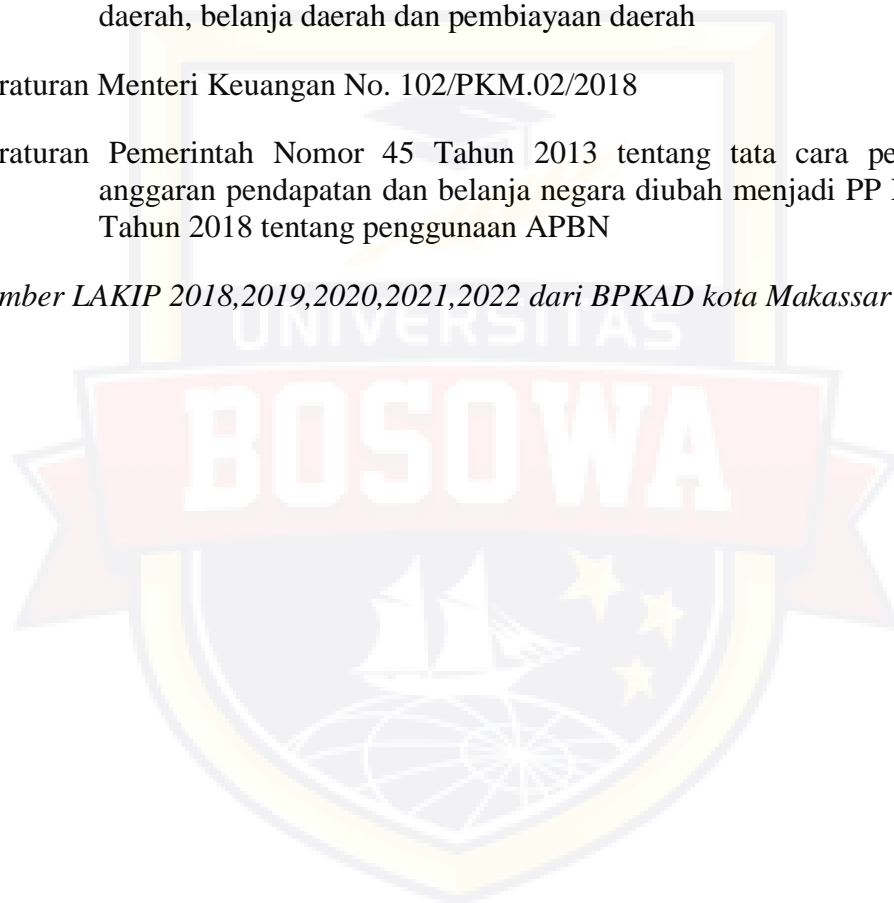 daerah, belanja daerah dan pembiayaan daerah
raturan Menteri Keuangan No. 102/PKM.02/2018
raturan Pemerintah Nomor 45 Tahun 2013 tentang tata cara pe
anggaran pendapatan dan belanja negara diubah menjadi PP
Tahun 2018 tentang penggunaan APBN
mber LAKIP 2018,2019,2020,2021,2022 dari BPKAD kota Makassar
UNIVERSITAS
BOSOWA